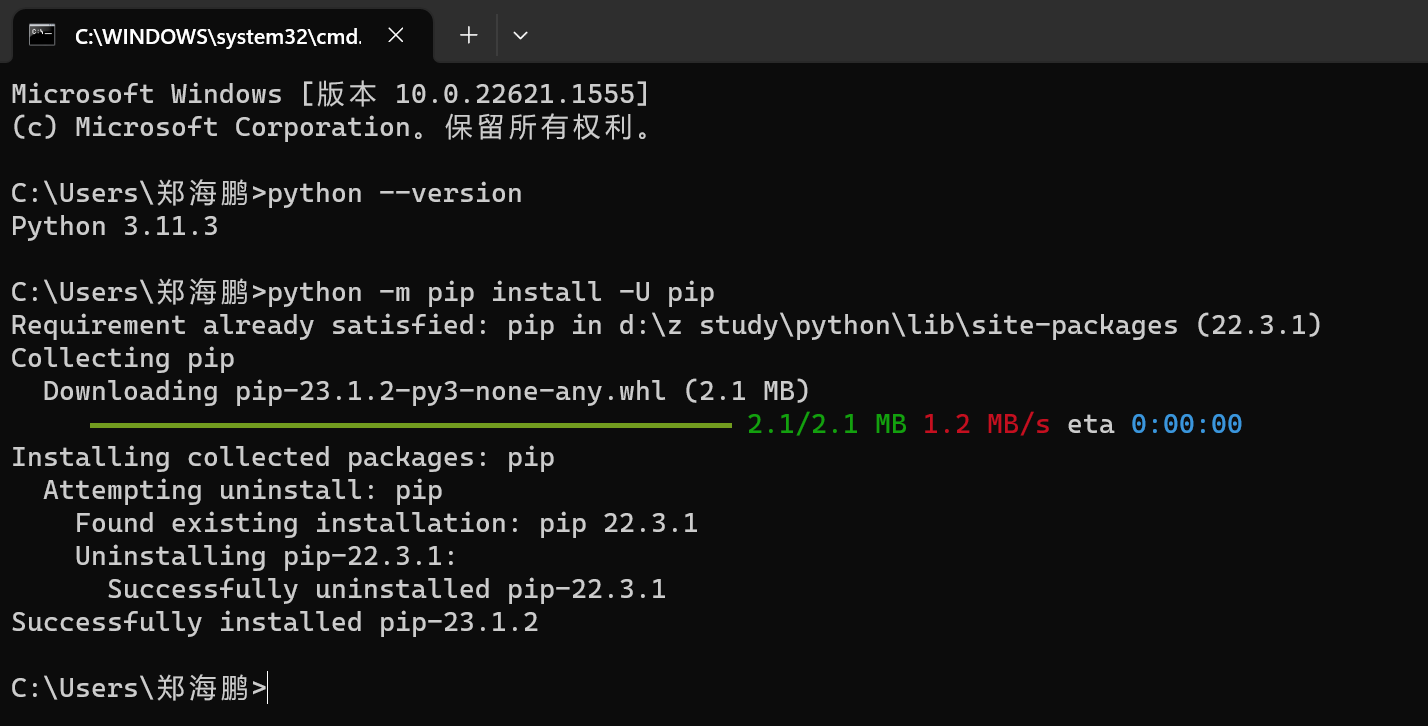 C:\WINDOWS\system32\cmd.
Microsoft Windows [版本 10.0.22621.1555]
(c) Microsoft Corporation。保留所有权利。
C:\Users\郑海鹏>python --version
Python 3.11.3
C:\Users\郑海鹏>python -m pip install -U pip
Requirement already satisfied: pip in d:\z study\python\lib\site-packages (22.3.1)
Collecting pip
  Downloading pip-23.1.2-py3-none-any.whl (2.1 MB)
2.1/2.1 MB 1.2 MB/s eta 0:00:00
Installing collected packages: pip
  Attempting uninstall: pip
    Found existing installation: pip 22.3.1
    Uninstalling pip-22.3.1:
      Successfully uninstalled pip-22.3.1
Successfully installed pip-23.1.2
C:\Users\郑海鹏>